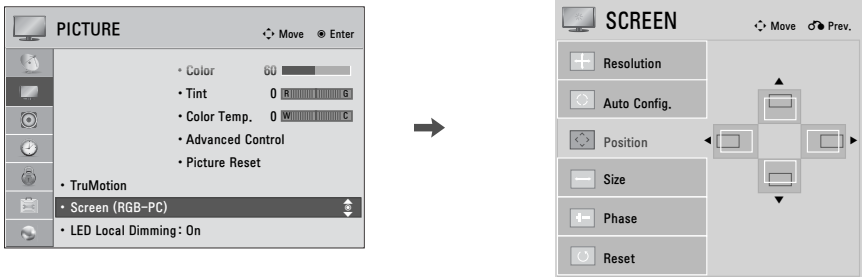 PICTURE
Move
Enter
• Color 60
• Tint 0 R G
• Color Temp. 0 W C
• Advanced Control
• Picture Reset
• TruMotion
• Screen (RGB-PC)
• LED Local Dimming: On
SCREEN
Move
Prev.
Resolution
Auto Config.
Position
Size
Phase
Reset